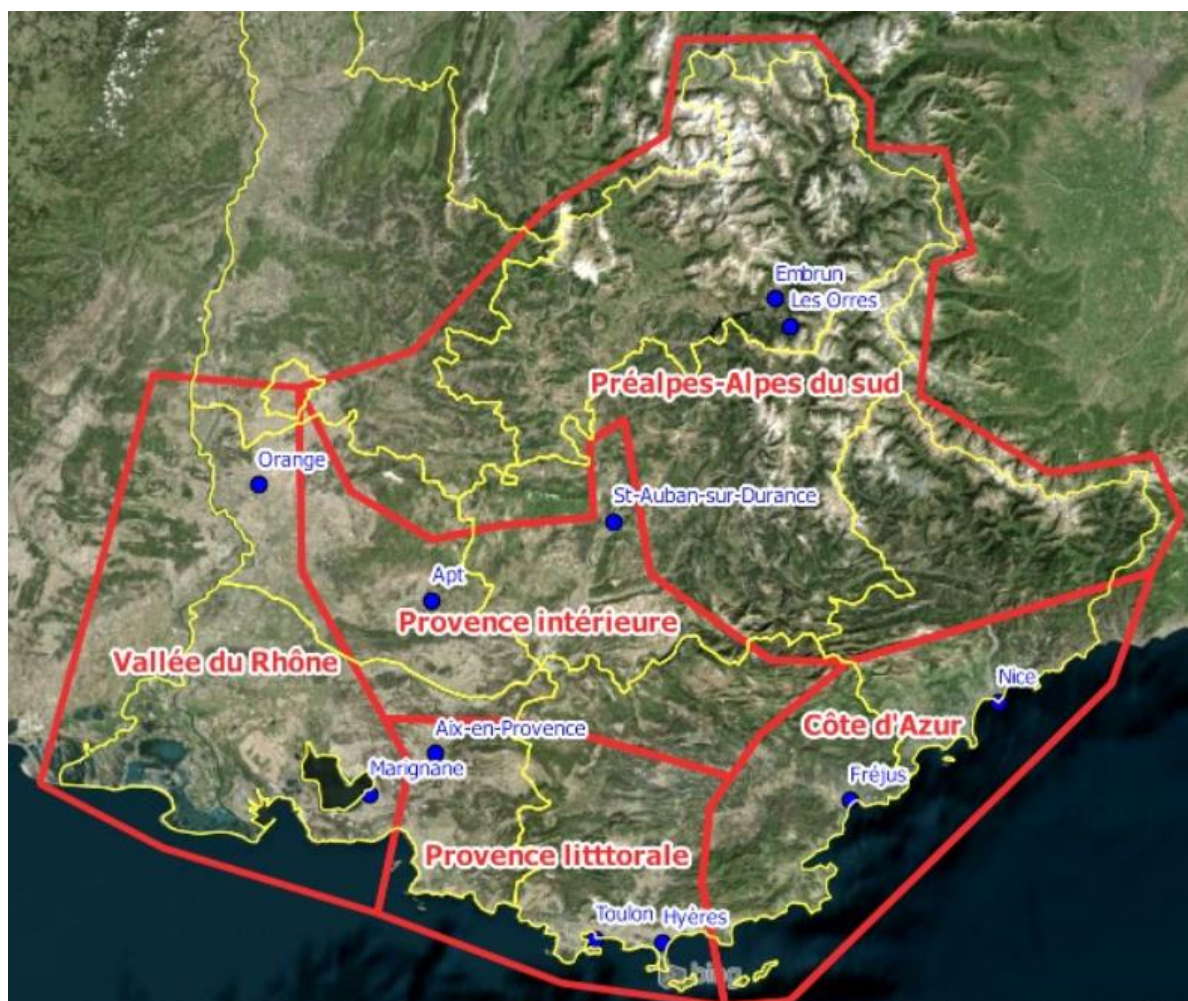 Embrun
Les Orres
Préalpes-Alpes du sud
Orange
St-Auban-sur-Durance
Apt
Provence intérieure
Vallée du Rhône
Nice
Côte d'Azur
Aix-en-Provence
Marignane
Fréjus
Provence litttorale
Toulon
Hyères
bing